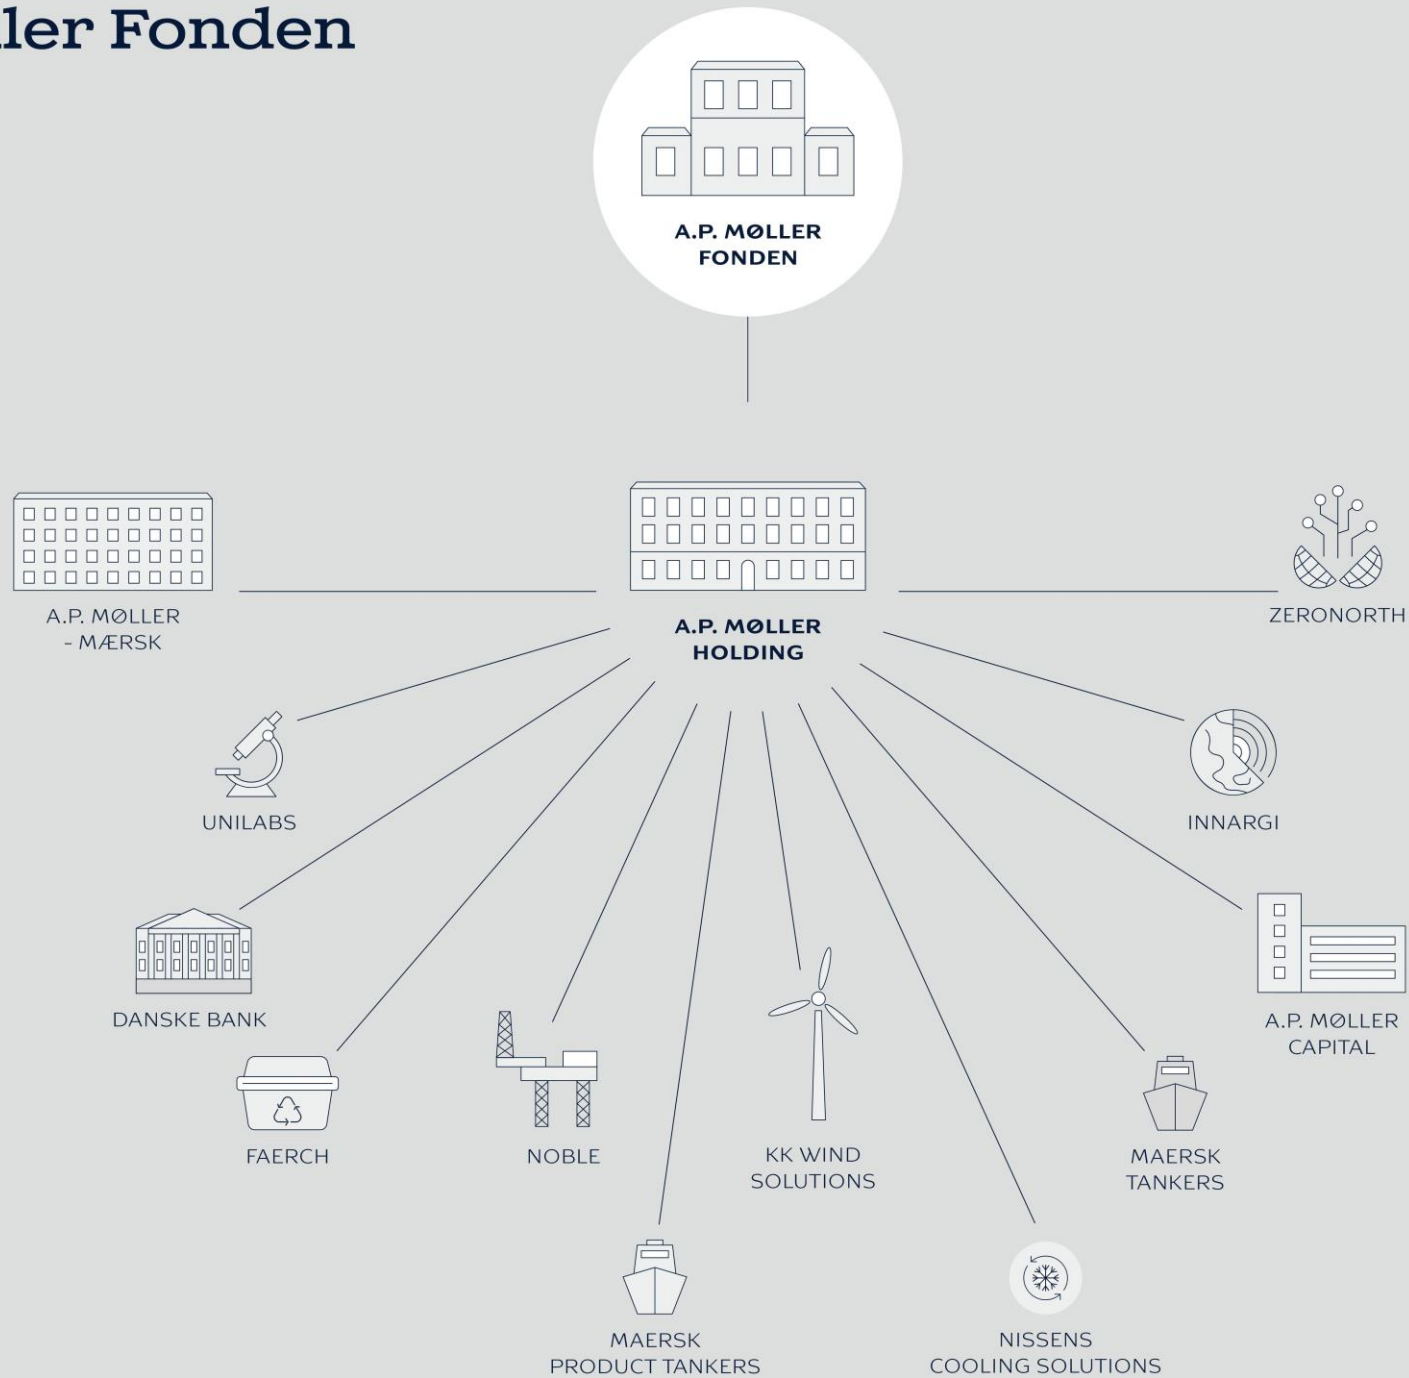 ller Fonden
A.P. MØLLER
FONDEN
A.P. MØLLER
- MÆRSK
A.P. MØLLER
HOLDING
ZERONORTH
UNILABS
INNARGI
DANSKE BANK
A.P. MØLLER
CAPITAL
FAERCH
NOBLE
KK WIND
SOLUTIONS
MAERSK
TANKERS
MAERSK
PRODUCT TANKERS
NISSENS
COOLING SOLUTIONS